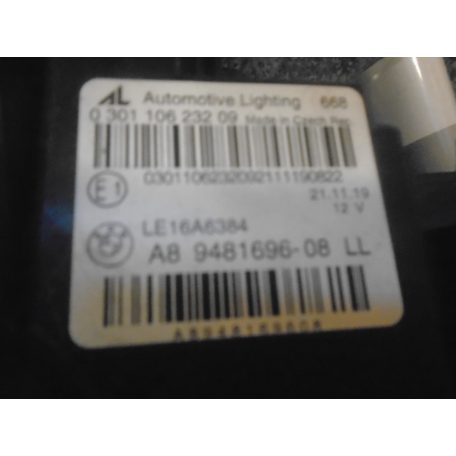 AL Automotive Lighting 668
0 301 106 232 09 Made in Czech Rep
0301106232092111190822
E1
21.11.19
12 V
LE16A6384
A8 9481696-08 LL
A8948169608